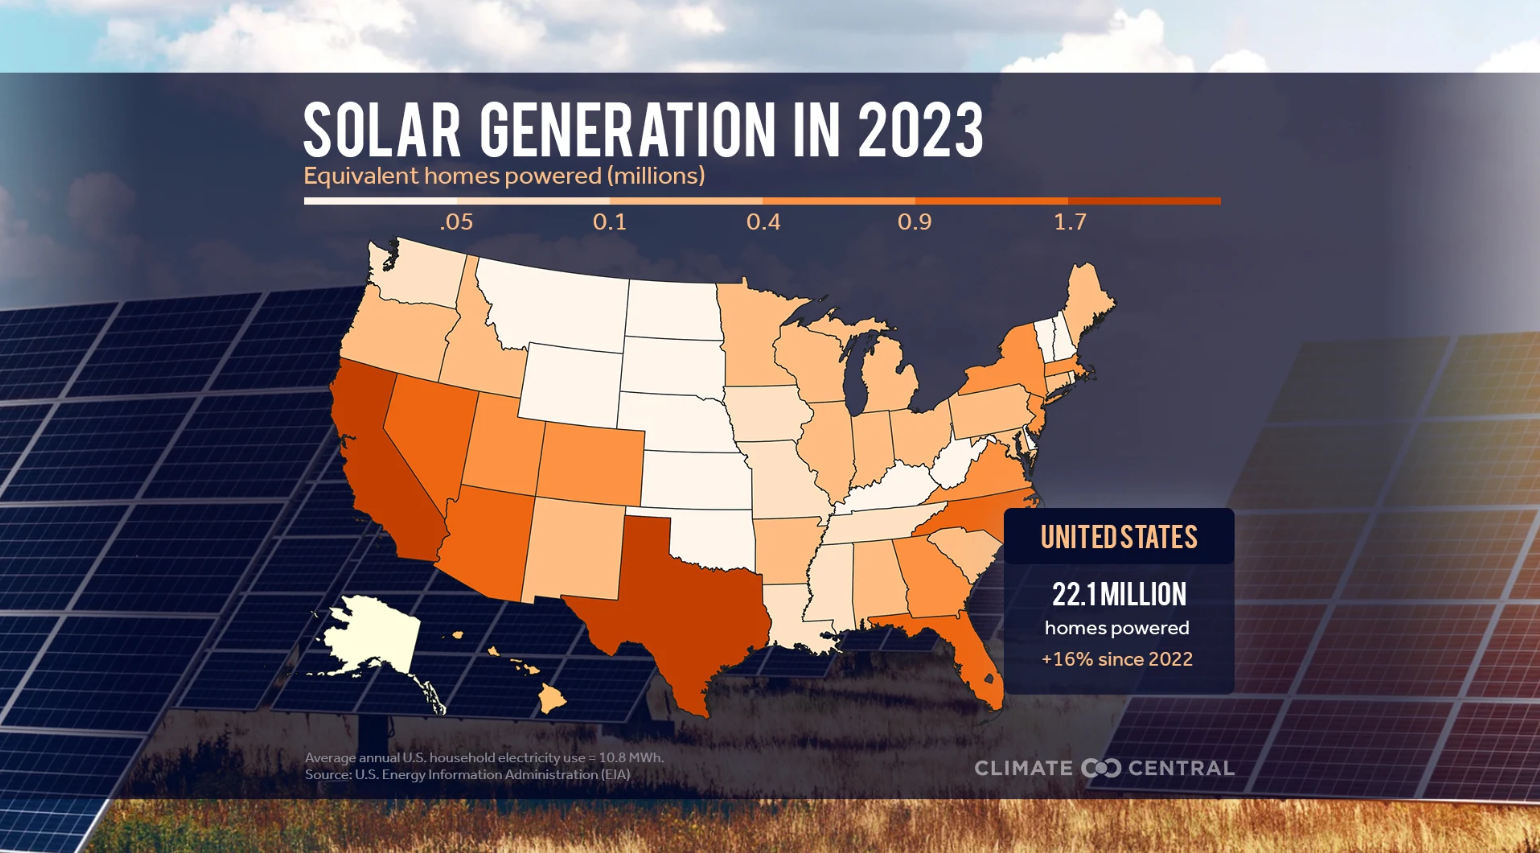 SOLAR GENERATION IN 2023
Equivalent homes powered (millions)
.05 0.1 0.4 0.9 1.7
UNITED STATES
22.1 MILLION
homes powered
+16% since 2022
Average annual U.S. household electricity use = 10.8 MWh.
Source: U.S. Energy Information Administration (EIA)
CLIMATE CENTRAL